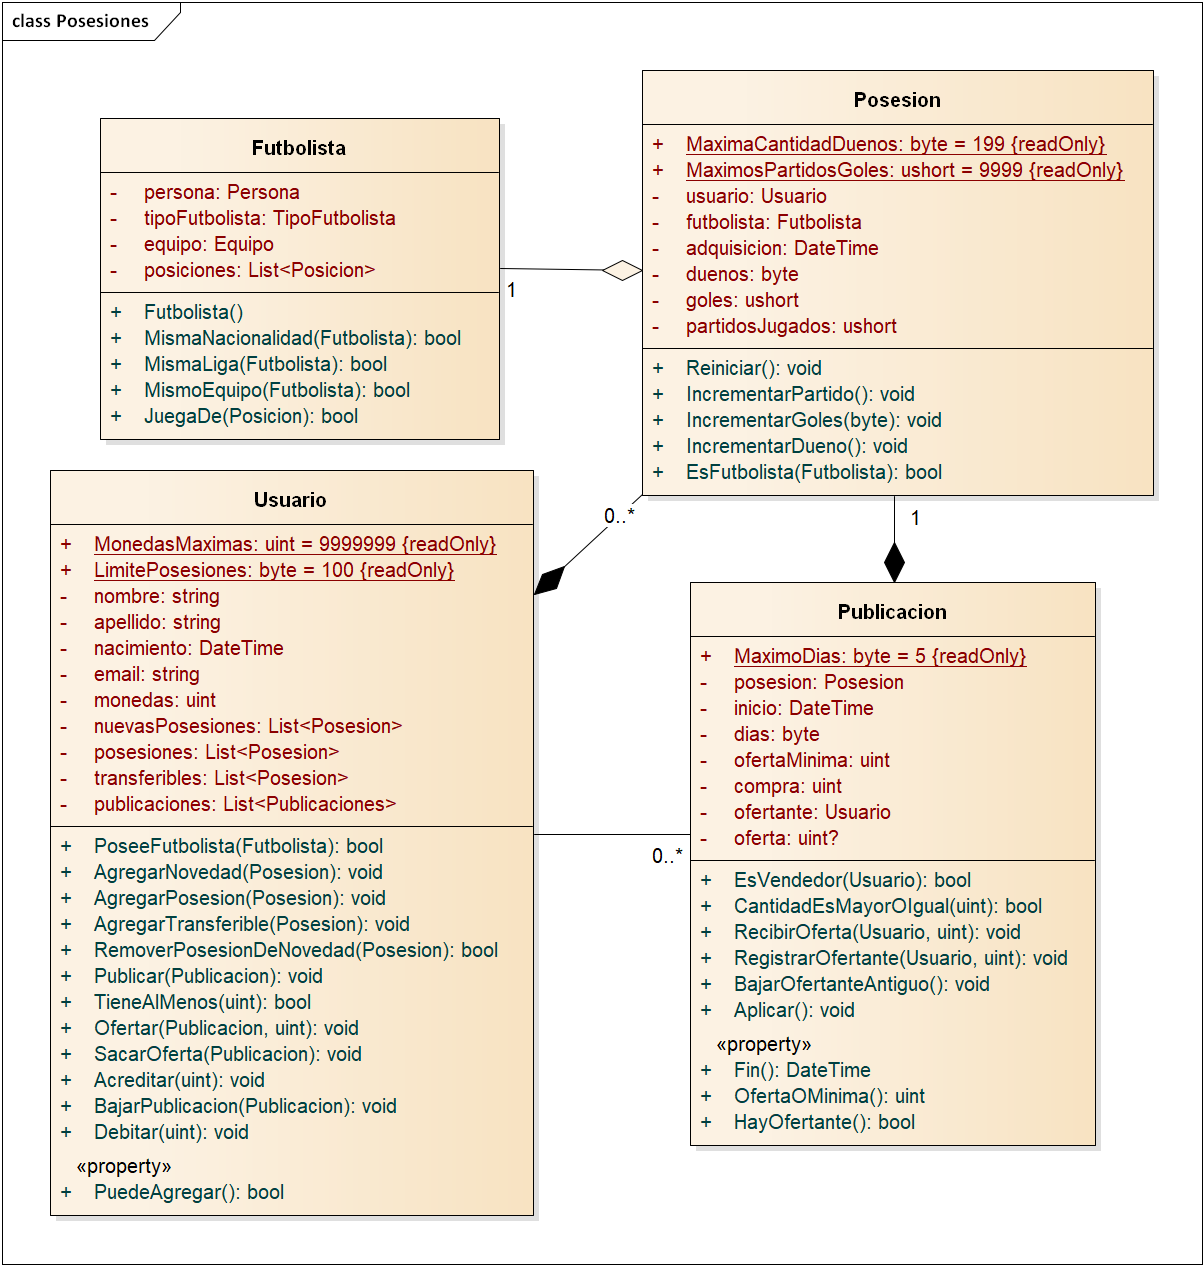 class Posesiones
Futbolista
- persona: Persona
- tipoFutbolista: TipoFutbolista
- equipo: Equipo
- posiciones: List<Posicion>
+ Futbolista()
+ MismaNacionalidad(Futbolista): bool
+ MismaLiga(Futbolista): bool
+ MismoEquipo(Futbolista): bool
+ JuegaDe(Posicion): bool
1
Posesion
+ MaximaCantidadDuenos: byte = 199 {readOnly}
+ MaximosPartidosGoles: ushort = 9999 {readOnly}
- usuario: Usuario
- futbolista: Futbolista
- adquisicion: DateTime
- duenos: byte
- goles: ushort
- partidosJugados: ushort
+ Reiniciar(): void
+ IncrementarPartido(): void
+ IncrementarGoles(byte): void
+ IncrementarDueno(): void
+ EsFutbolista(Futbolista): bool
0..*
1
Usuario
+ MonedasMaximas: uint = 9999999 {readOnly}
+ LimitePosesiones: byte = 100 {readOnly}
- nombre: string
- apellido: string
- nacimiento: DateTime
- email: string
- monedas: uint
- nuevasPosesiones: List<Posesion>
- posesiones: List<Posesion>
- transferibles: List<Posesion>
- publicaciones: List<Publicaciones>
+ PoseeFutbolista(Futbolista): bool
+ AgregarNovedad(Posesion): void
+ AgregarPosesion(Posesion): void
+ AgregarTransferible(Posesion): void
+ RemoverPosesionDeNovedad(Posesion): bool
+ Publicar(Publicacion): void
+ TieneAlMenos(uint): bool
+ Ofertar(Publicacion, uint): void
+ SacarOferta(Publicacion): void
+ Acreditar(uint): void
+ BajarPublicacion(Publicacion): void
+ Debitar(uint): void
«property»
+ PuedeAgregar(): bool
0..*
Publicacion
+ MaximoDias: byte = 5 {readOnly}
- posesion: Posesion
- inicio: DateTime
- dias: byte
- ofertaMinima: uint
- compra: uint
- ofertante: Usuario
- oferta: uint?
+ EsVendedor(Usuario): bool
+ CantidadEsMayorOIgual(uint): bool
+ RecibirOferta(Usuario, uint): void
+ RegistrarOfertante(Usuario, uint): void
+ BajarOfertanteAntiguo(): void
+ Aplicar(): void
«property»
+ Fin(): DateTime
+ OfertaOMinima(): uint
+ HayOfertante(): bool